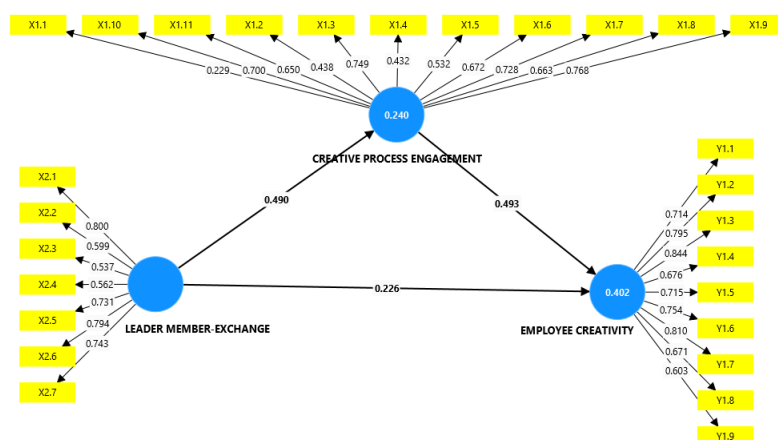 X1.1 X1.10 X1.11 X1.2 X1.3 X1.4 X1.5 X1.6 X1.7 X1.8 X1.9
0.229 0.700 0.650 0.438 0.749 0.432 0.532 0.672 0.728 0.663 0.768
0.240
CREATIVE PROCESS ENGAGEMENT
0.490
0.493
X2.1
X2.2
X2.3
X2.4
X2.5
X2.6
X2.7
0.800
0.599
0.537
0.562
0.731
0.794
0.743
LEADER MEMBER-EXCHANGE
0.226
0.402
EMPLOYEE CREATIVITY
0.714
0.795
0.844
0.676
0.715
0.754
0.810
0.671
0.603
Y1.1
Y1.2
Y1.3
Y1.4
Y1.5
Y1.6
Y1.7
Y1.8
Y1.9